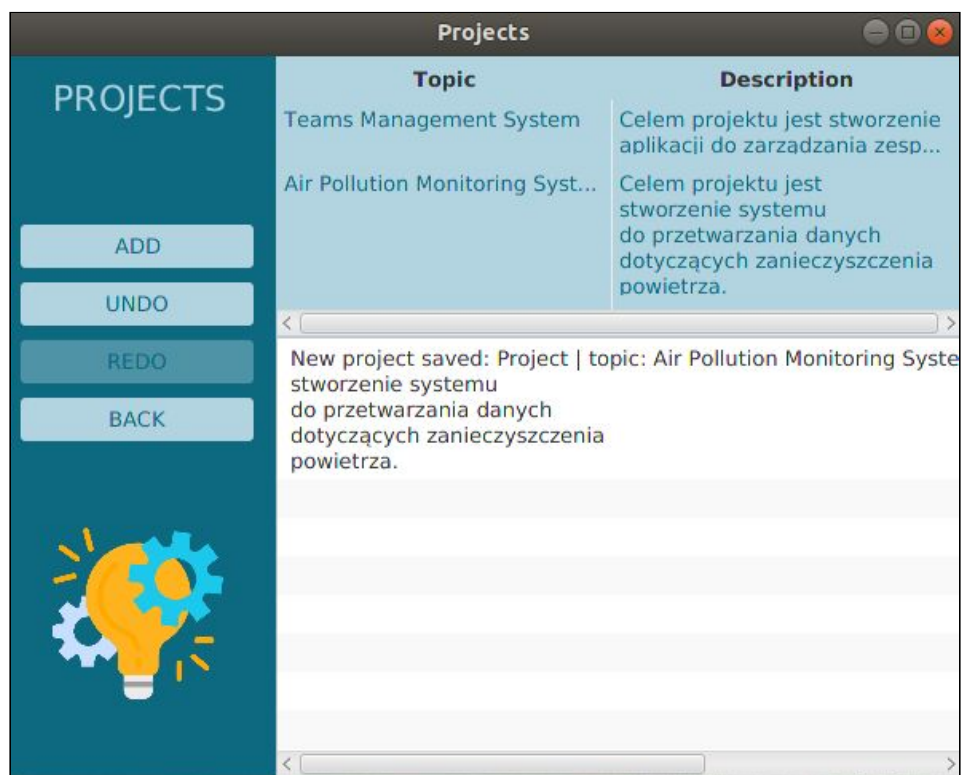 Projects
PROJECTS
ADD
UNDO
REDO
BACK
Topic
Description
Teams Management System
Celem projektu jest stworzenie
aplikacji do zarządzania zesp...
Air Pollution Monitoring Syst...
Celem projektu jest
stworzenie systemu
do przetwarzania danych
dotyczących zanieczyszczenia
powietrza.
New project saved: Project | topic: Air Pollution Monitoring Syste
stworzenie systemu
do przetwarzania danych
dotyczących zanieczyszczenia
powietrza.